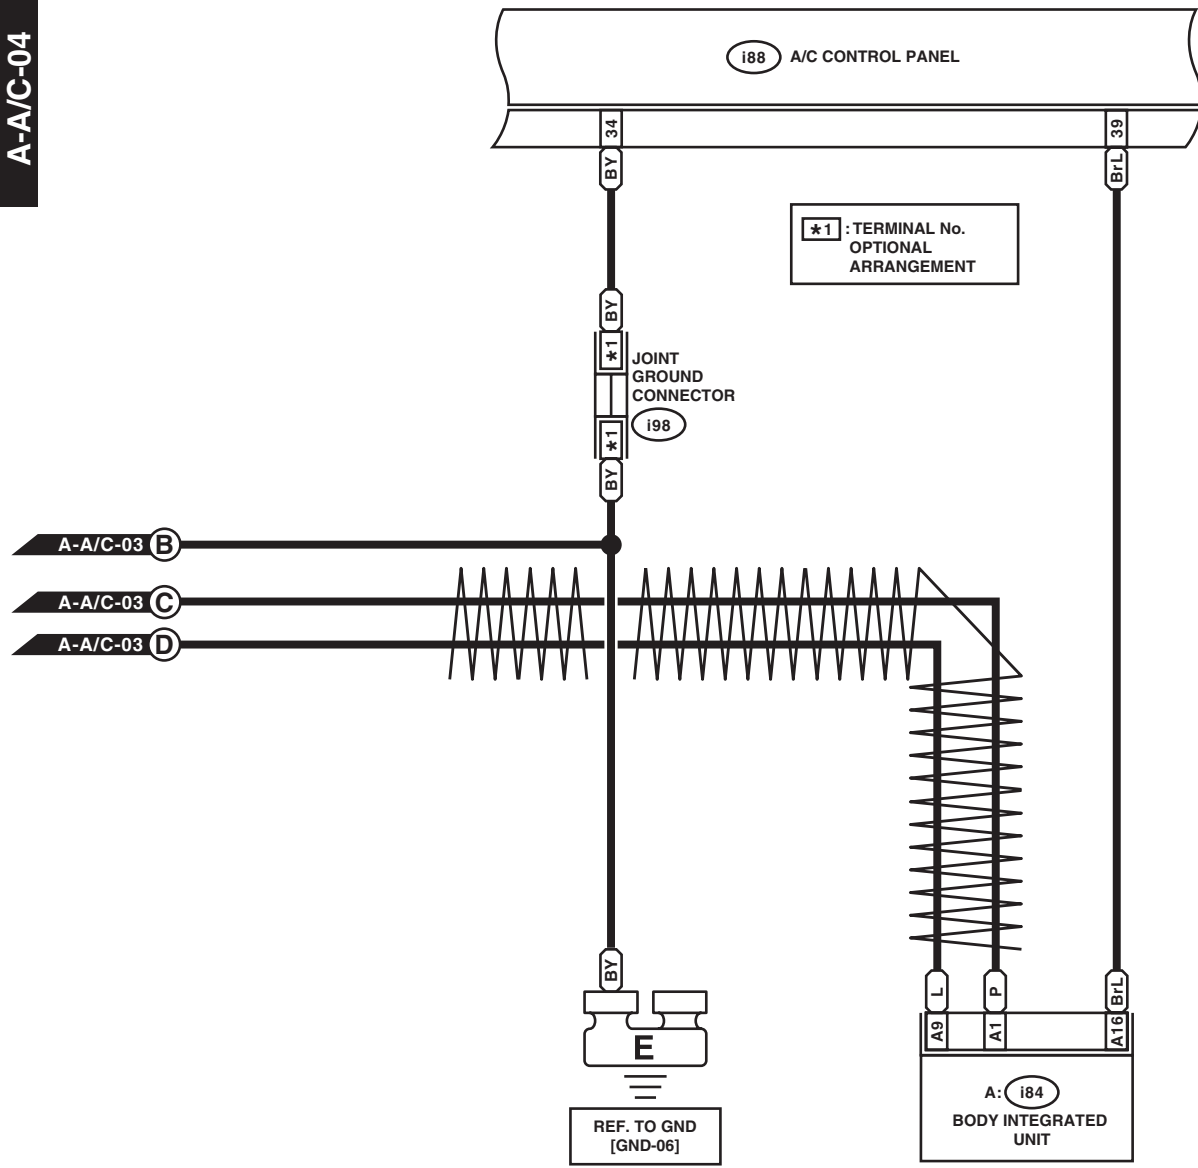 A-A/C-04
i88 A/C CONTROL PANEL
34
39
BY
BrL
*1 : TERMINAL No.
OPTIONAL
ARRANGEMENT
BY
*1
JOINT
GROUND
CONNECTOR
i98
*1
BY
A-A/C-03 B
A-A/C-03 C
A-A/C-03 D
BY
L
P
BrL
A9
A1
A16
E
A: i84
BODY INTEGRATED
UNIT
REF. TO GND
[GND-06]